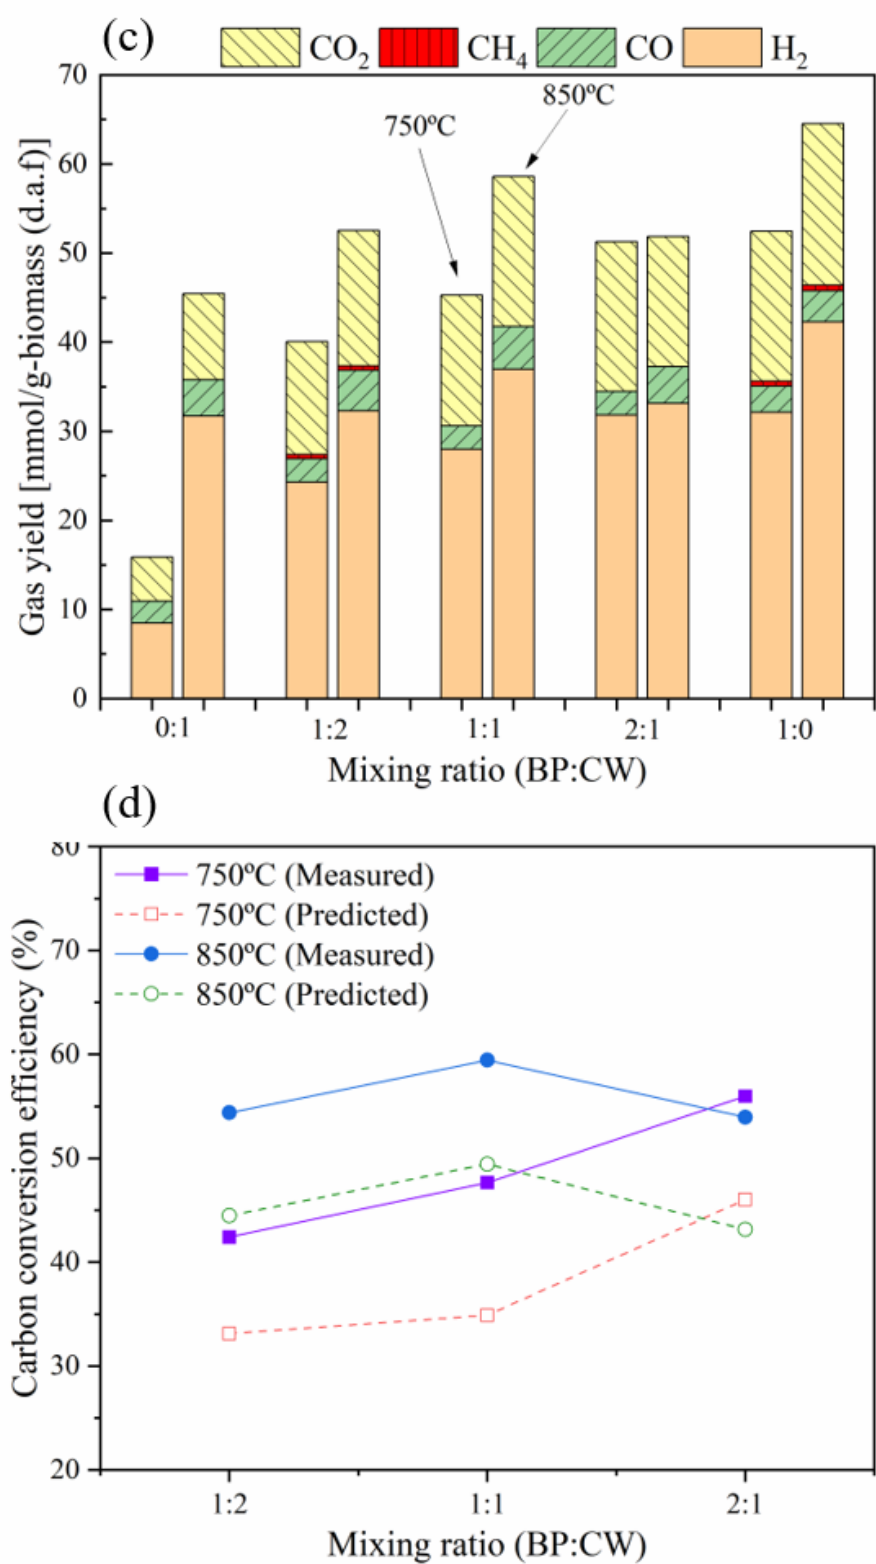 (c)
CO₂ CH₄ CO H₂
70
60
50
40
30
20
10
0
Gas yield [mmol/g-biomass (d.a.f)]
750ºC
850ºC
0:1 1:2 1:1 2:1 1:0
Mixing ratio (BP:CW)
(d)
80
70
60
50
40
30
20
Carbon conversion efficiency (%)
750ºC (Measured)
750ºC (Predicted)
850ºC (Measured)
850ºC (Predicted)
1:2 1:1 2:1
Mixing ratio (BP:CW)